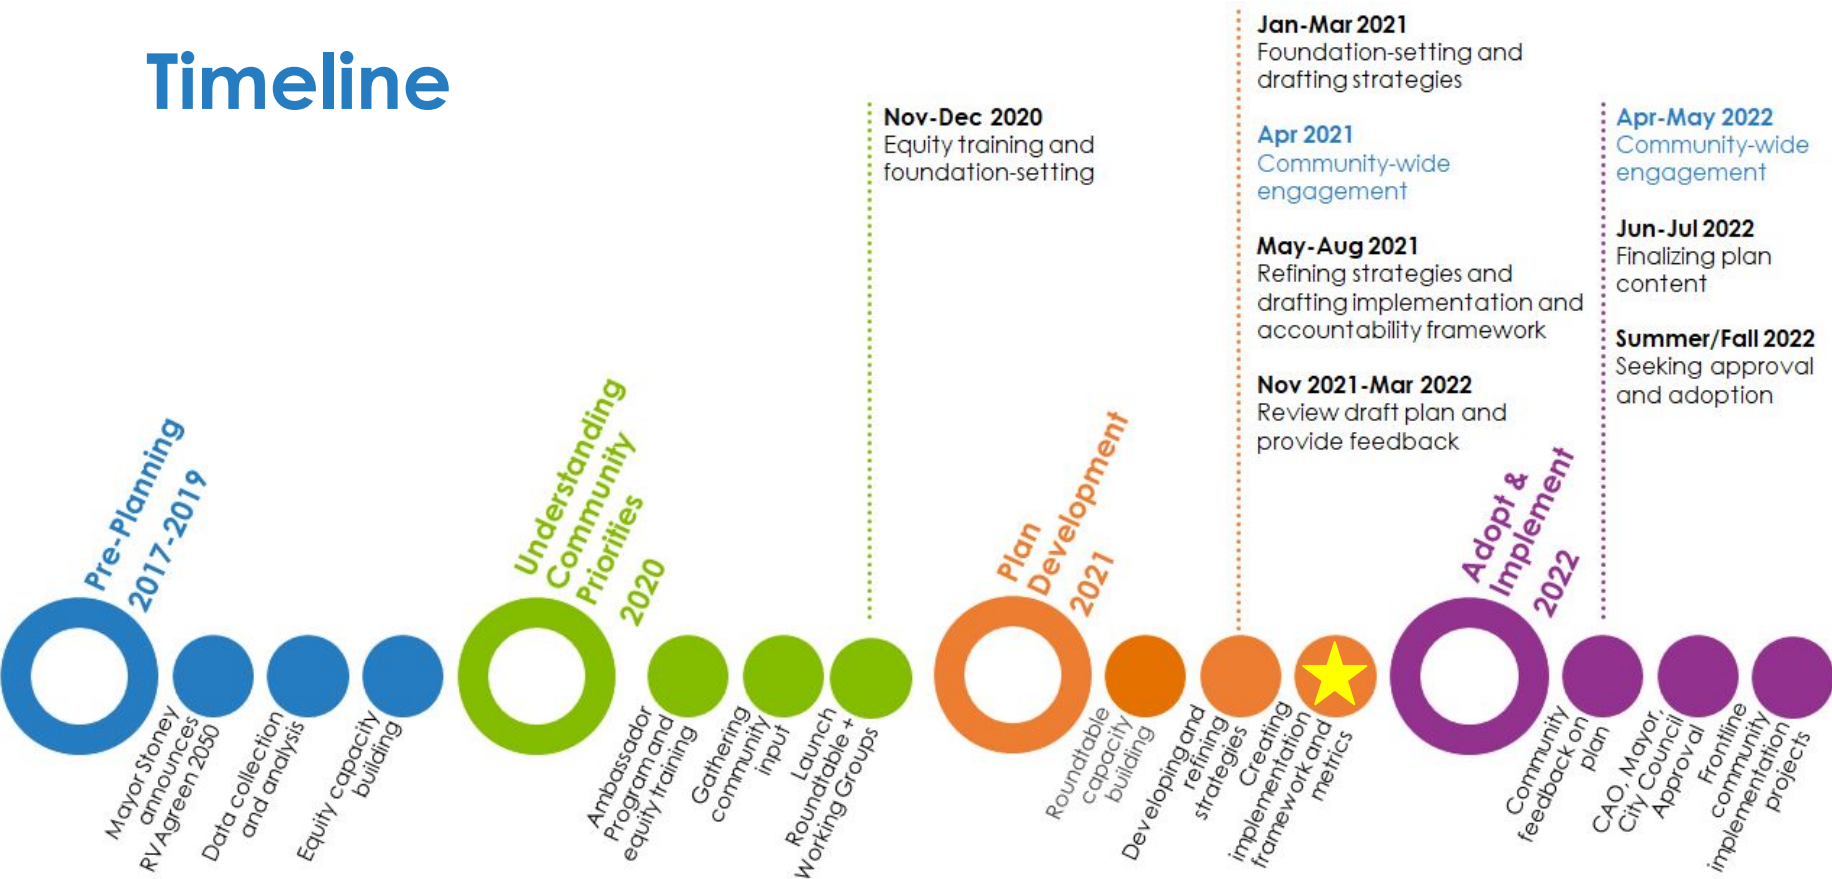 Timeline
Jan-Mar 2021
Foundation-setting and
drafting strategies
Nov-Dec 2020
Equity training and
foundation-setting
Apr 2021
Community-wide
engagement
May-Aug 2021
Refining strategies and
drafting implementation and
accountability framework
Nov 2021-Mar 2022
Review draft plan and
provide feedback
Apr-May 2022
Community-wide
engagement
Jun-Jul 2022
Finalizing plan
content
Summer/Fall 2022
Seeking approval
and adoption
Pre-Planning
2017-2019
Understanding
Community
Priorities
2020
Plan
Development
2021
Adopt &
Implement
2022
Mayor Stoney
announces
RVAgreen 2050
Data collection
and analysis
Equity capacity
building
Ambassador
Program and
equity training
Gathering
community
input
Launch
Roundtable +
Working Groups
Roundtable
capacity
building
Developing and
refining
strategies
Creating
implementation
framework and
metrics
Community
feedback on
plan
CAO, Mayor,
City Council
Approval
Frontline
community
implementation
projects